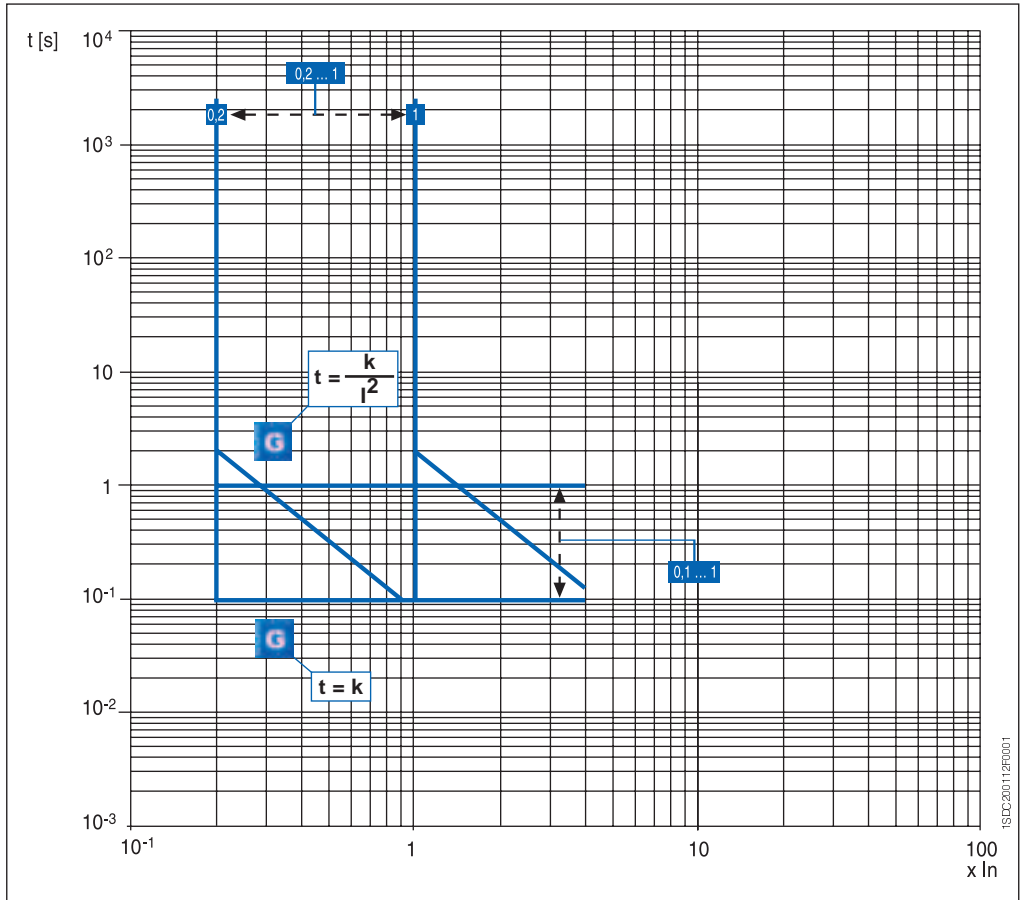 t [s]
10⁴
0,2 ... 1
0,2
1
10³
10²
t = k / I²
10
G
1
0,1 ... 1
10⁻¹
G
t = k
10⁻²
10⁻³
10⁻¹
1
10
100
x In
1SDC200112F0001